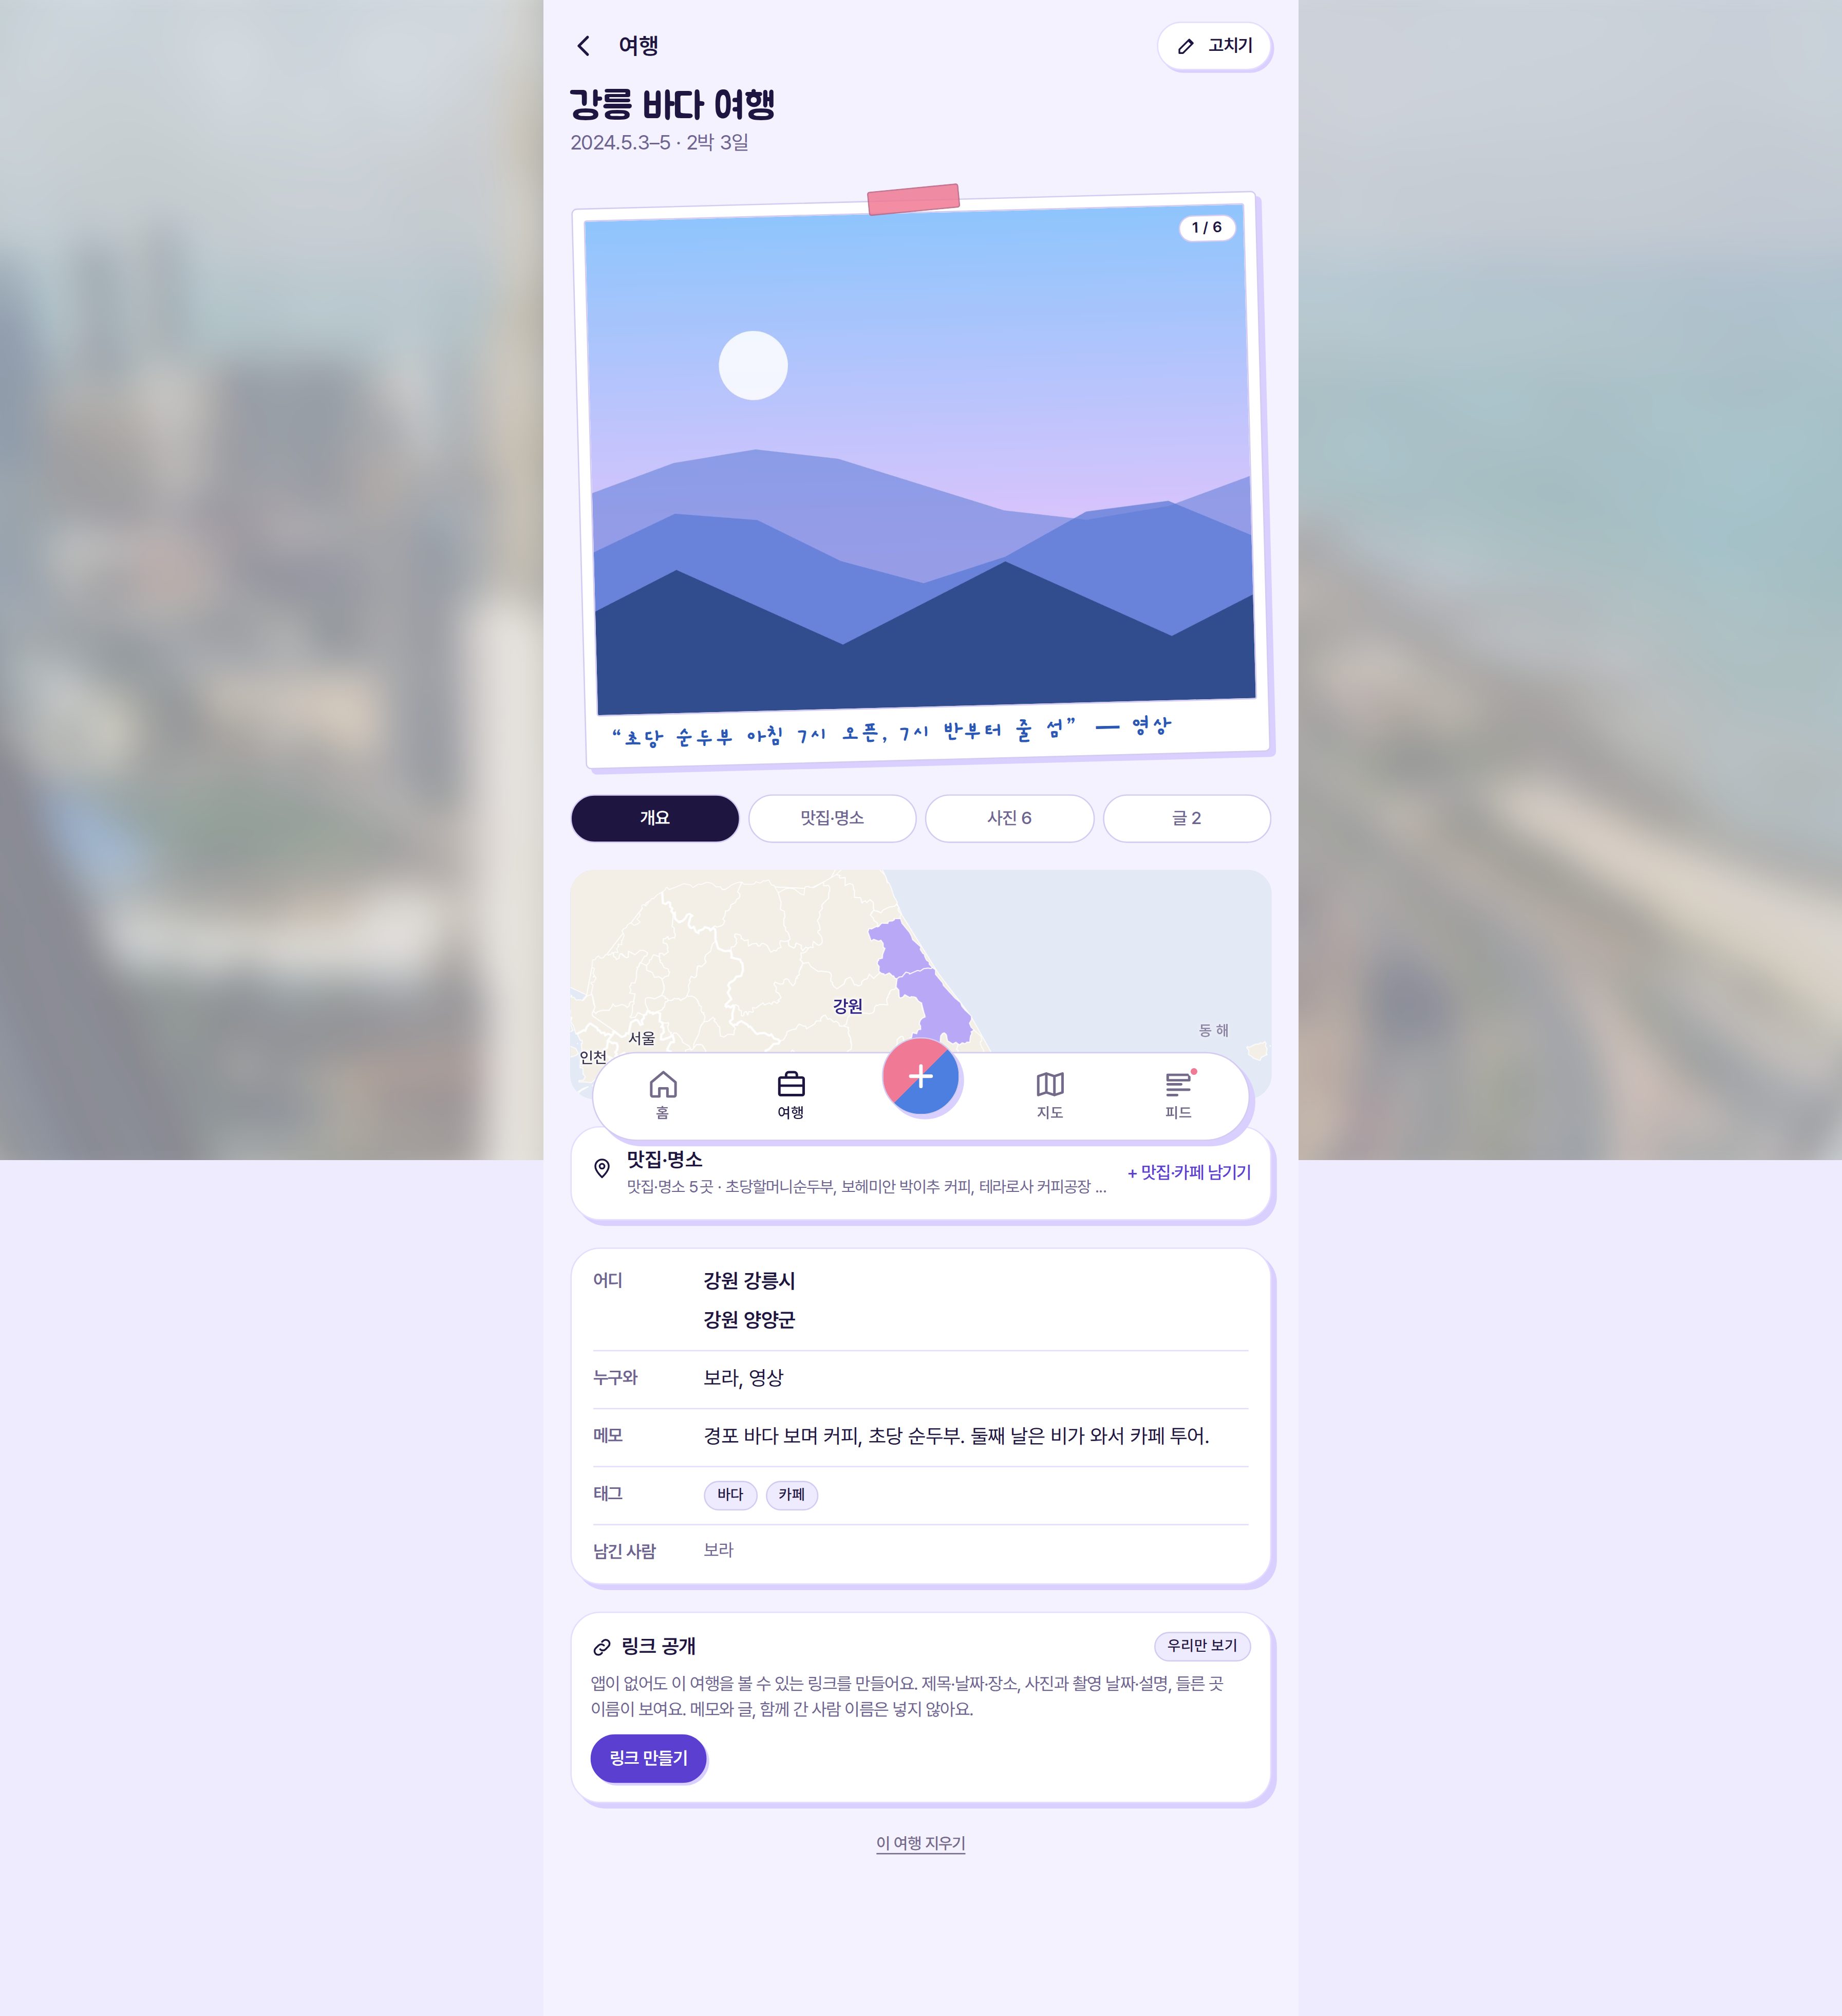 여행
고치기
강릉 바다 여행
2024.5.3–5 · 2박 3일
1 / 6
“초당 순두부 아침 7시 오픈, 7시 반부터 줄 섬” — 영상
개요
맛집·명소
사진 6
글 2
강원
동 해
서울
인천
홈
여행
지도
피드
맛집·명소
맛집·명소 5곳 · 초당할머니순두부, 보헤미안 박이추 커피, 테라로사 커피공장 ...
+ 맛집·카페 남기기
어디
강원 강릉시
강원 양양군
누구와
보라, 영상
메모
경포 바다 보며 커피, 초당 순두부. 둘째 날은 비가 와서 카페 투어.
태그
바다
카페
남긴 사람
보라
링크 공개
우리만 보기
앱이 없어도 이 여행을 볼 수 있는 링크를 만들어요. 제목·날짜·장소, 사진과 촬영 날짜·설명, 들른 곳
이름이 보여요. 메모와 글, 함께 간 사람 이름은 넣지 않아요.
링크 만들기
이 여행 지우기